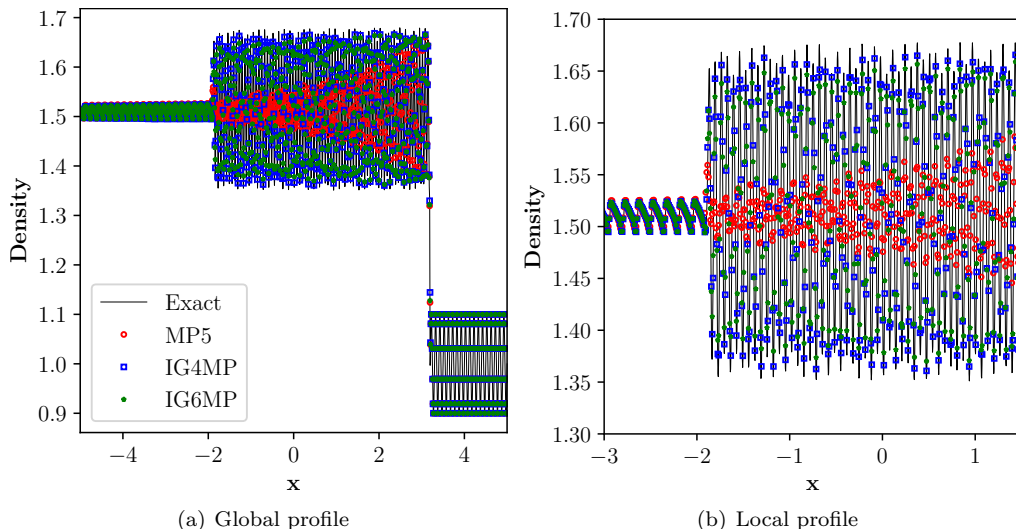 1.7
1.6
1.5
1.4
1.3
1.2
1.1
1.0
0.9
Density
Exact
MP5
IG4MP
IG6MP
−4 −2 0 2 4
x
(a) Global profile
1.70
1.65
1.60
1.55
1.50
1.45
1.40
1.35
1.30
Density
−3 −2 −1 0 1
x
(b) Local profile